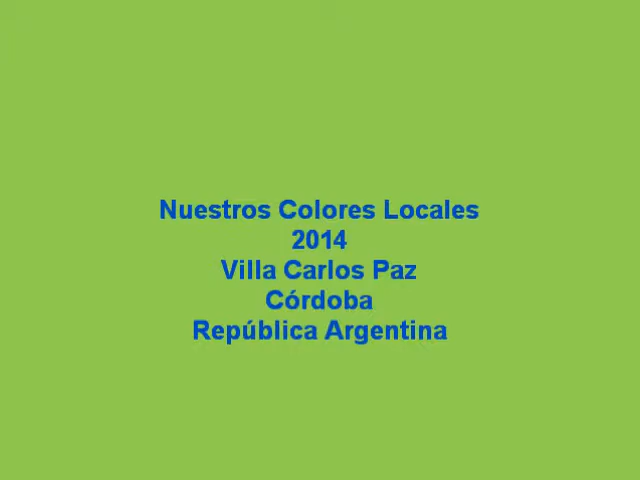 Nuestros Colores Locales
2014
Villa Carlos Paz
Córdoba
República Argentina